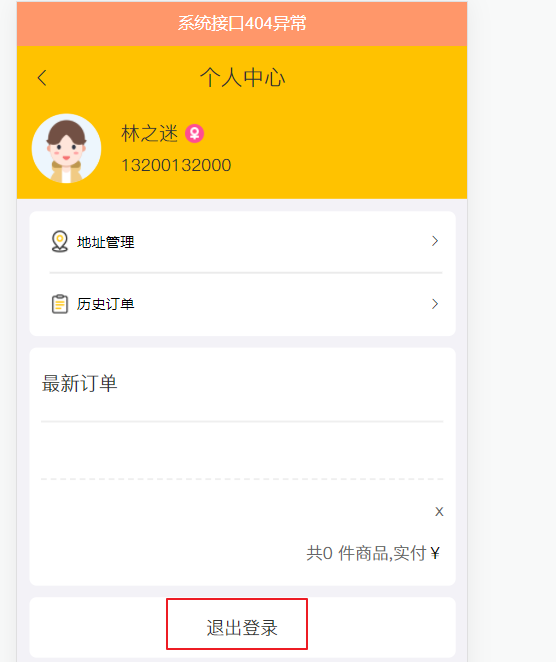 系统接口404异常
个人中心
林之迷
13200132000
地址管理
历史订单
最新订单
x
共0 件商品,实付¥
退出登录